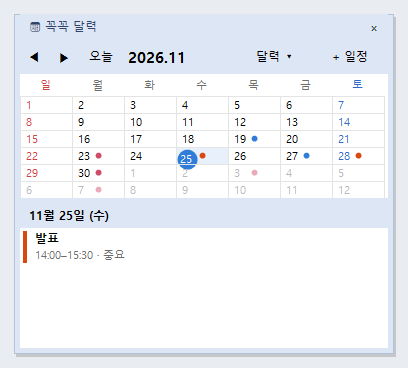 꼭꼭 달력 ×
◀ ▶ 오늘 2026.11 달력 ▼ + 일정
일 월 화 수 목 금 토
1 2 3 4 5 6 7
8 9 10 11 12 13 14
15 16 17 18 19 20 21
22 23 24 25 26 27 28
29 30 1 2 3 4 5
6 7 8 9 10 11 12
11월 25일 (수)
발표
14:00–15:30 · 중요